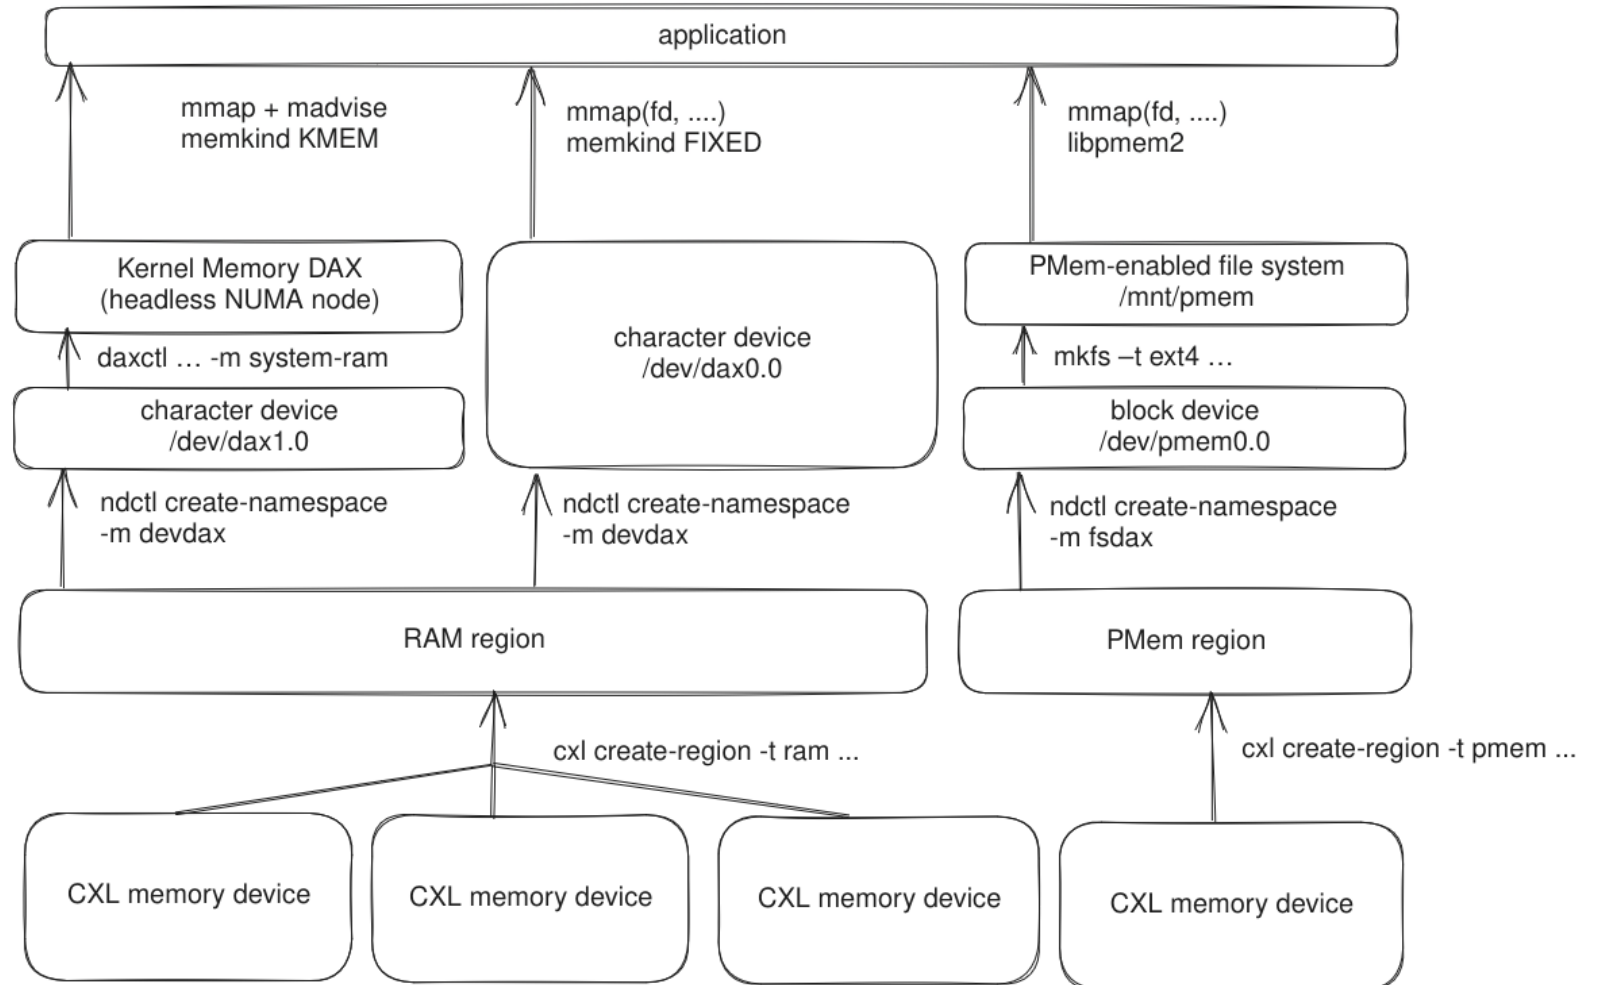 application
mmap + madvise
memkind KMEM
mmap(fd, ....)
memkind FIXED
mmap(fd, ....)
libpmem2
Kernel Memory DAX
(headless NUMA node)
character device
/dev/dax0.0
PMem-enabled file system
/mnt/pmem
daxctl … -m system-ram
mkfs –t ext4 …
character device
/dev/dax1.0
block device
/dev/pmem0.0
ndctl create-namespace
-m devdax
ndctl create-namespace
-m devdax
ndctl create-namespace
-m fsdax
RAM region
PMem region
cxl create-region -t ram ...
cxl create-region -t pmem ...
CXL memory device
CXL memory device
CXL memory device
CXL memory device